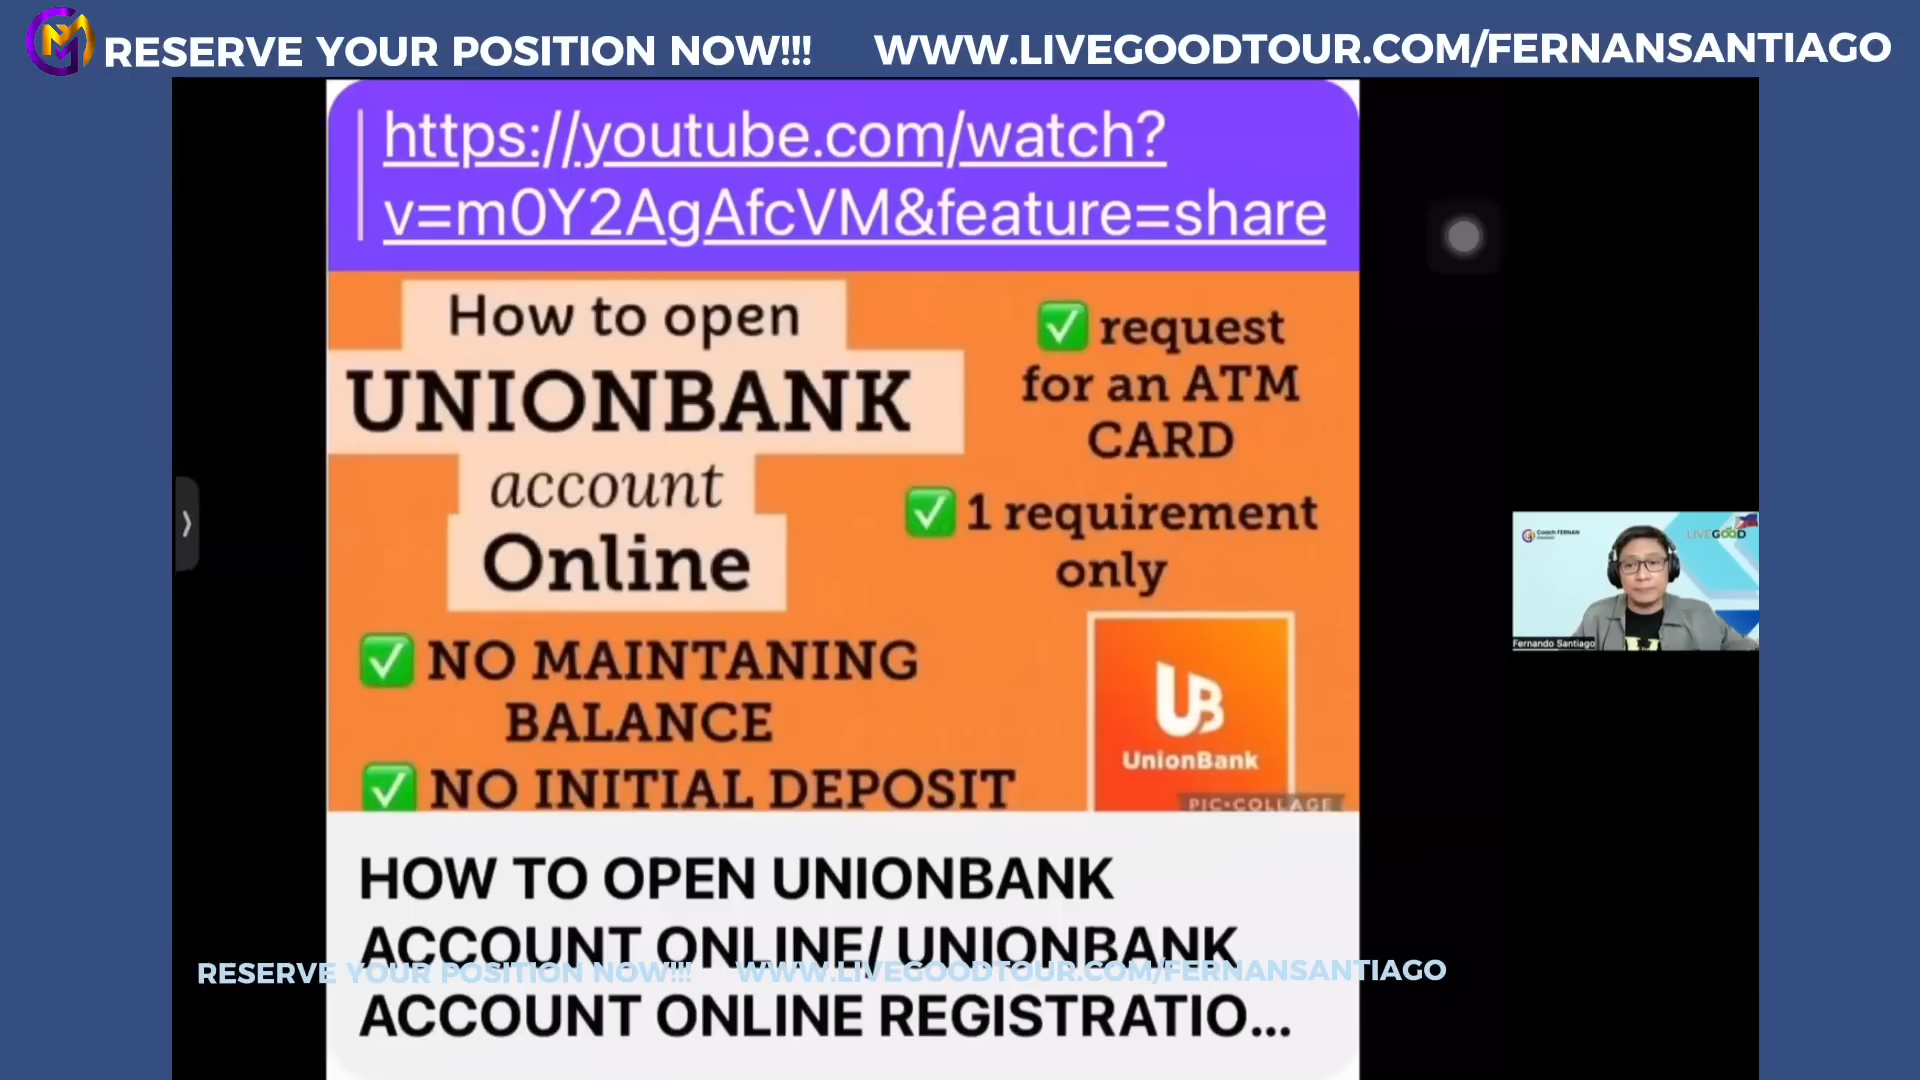 RESERVE YOUR POSITION NOW!!! WWW.LIVEGOODTOUR.COM/FERNANSANTIAGO
https://youtube.com/watch?
v=m0Y2AgAfcVM&feature=share
How to open
UNIONBANK
account
Online
✅ request
for an ATM
CARD
✅ 1 requirement
only
✅ NO MAINTANING
BALANCE
✅ NO INITIAL DEPOSIT
UB
UnionBank
PIC•COLLAGE
HOW TO OPEN UNIONBANK
ACCOUNT ONLINE/ UNIONBANK
ACCOUNT ONLINE REGISTRATIO...
RESERVE YOUR POSITION NOW!!! WWW.LIVEGOODTOUR.COM/FERNANSANTIAGO
Coach FERNAN
LIVEGOOD
Fernando Santiago